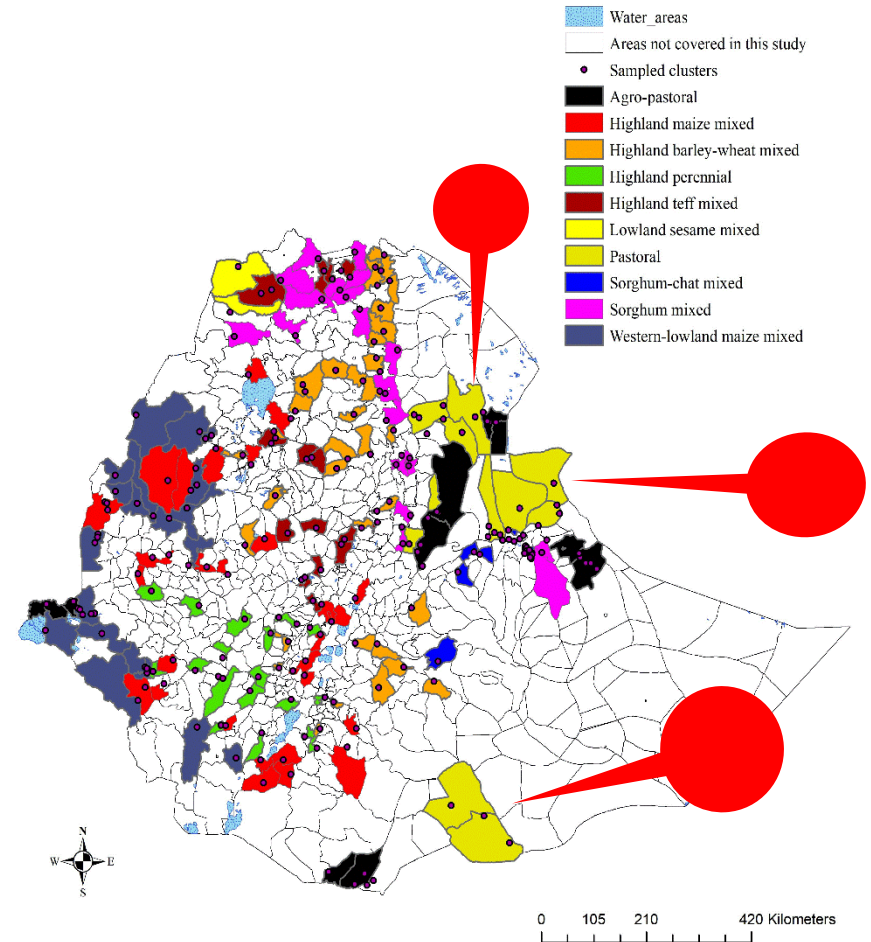 Water_areas
Areas not covered in this study
Sampled clusters
Agro-pastoral
Highland maize mixed
Highland barley-wheat mixed
Highland perennial
Highland teff mixed
Lowland sesame mixed
Pastoral
Sorghum-chat mixed
Sorghum mixed
Western-lowland maize mixed
N
W E
S
0 105 210 420 Kilometers